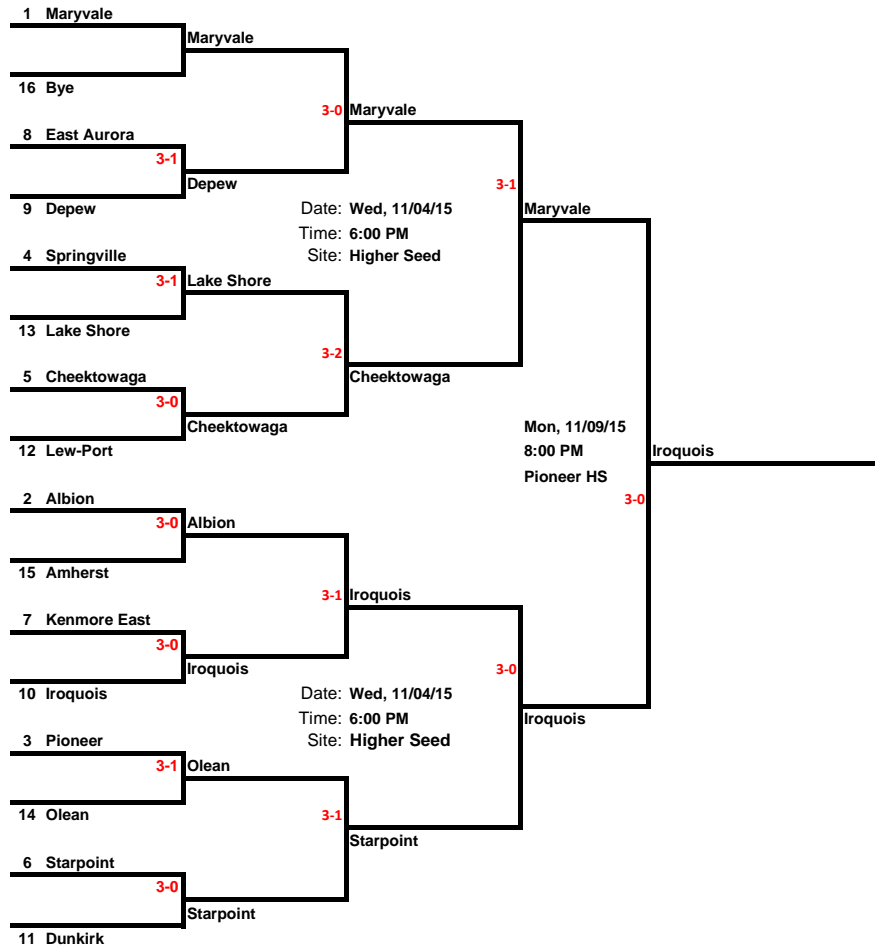 1 Maryvale
Maryvale
16 Bye
3-0 Maryvale
8 East Aurora
3-1
Depew
3-1
9 Depew
Date: Wed, 11/04/15
Maryvale
Time: 6:00 PM
4 Springville
Site: Higher Seed
3-1 Lake Shore
13 Lake Shore
3-2
5 Cheektowaga
Cheektowaga
3-0
Cheektowaga
Mon, 11/09/15
12 Lew-Port
8:00 PM
Iroquois
Pioneer HS
2 Albion
3-0
3-0 Albion
15 Amherst
3-1 Iroquois
7 Kenmore East
3-0
Iroquois
3-0
10 Iroquois
Date: Wed, 11/04/15
Time: 6:00 PM
Iroquois
3 Pioneer
Site: Higher Seed
3-1 Olean
14 Olean
3-1
Starpoint
6 Starpoint
3-0
Starpoint
11 Dunkirk